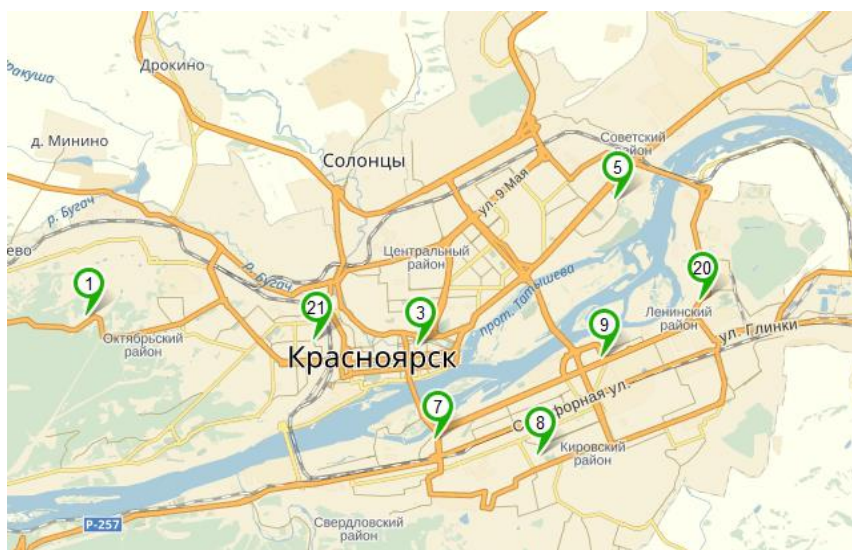 Дрокино
д. Минино
Солонцы
Советский
район
5
ул. 9 Мая
р. Бугач
Центральный
район
р. Бугач
прот. Татышева
20
1
21
3
9
Ленинский
район
ул. Глинки
Октябрьский
район
Красноярск
7
8
Кировский
район
Р-257
Свердловский
район